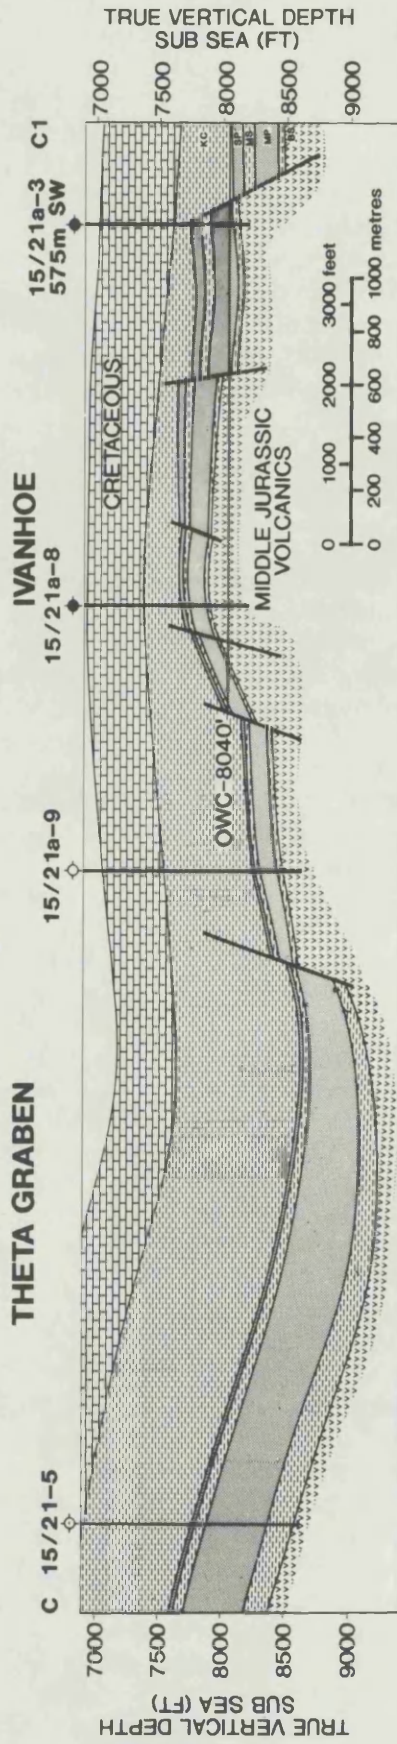 THETA GRABEN
IVANHOE
C
15/21-5
15/21a-9
15/21a-8
15/21a-3
575m SW
C1
TRUE VERTICAL DEPTH
SUB SEA (FT)
7000
7500
8000
8500
9000
CRETACEOUS
OWC-8040'
MIDDLE JURASSIC
VOLCANICS
KC
SP
MS
MP
0 1000 2000 3000 feet
0 200 400 600 800 1000 metres
TRUE VERTICAL DEPTH
SUB SEA (FT)
7000
7500
8000
8500
9000